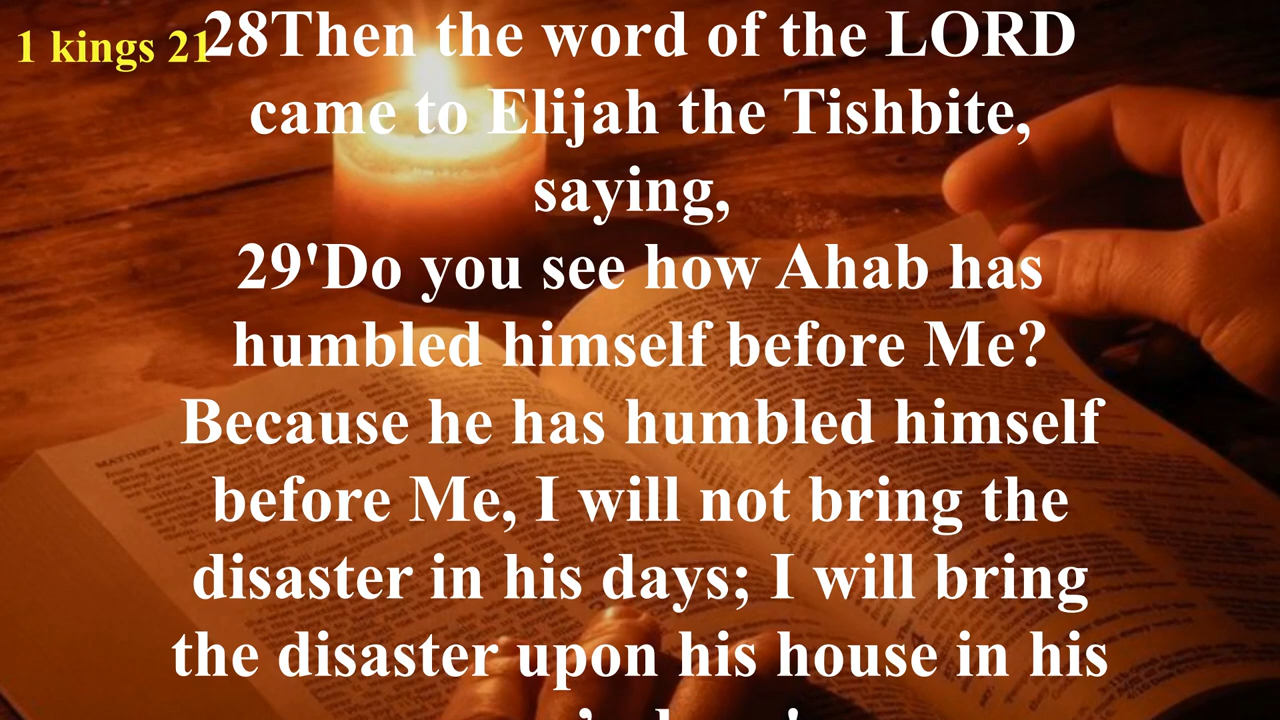 1 kings 21
28Then the word of the LORD
came to Elijah the Tishbite,
saying,
29'Do you see how Ahab has
humbled himself before Me?
Because he has humbled himself
before Me, I will not bring the
disaster in his days; I will bring
the disaster upon his house in his
MATTHEW